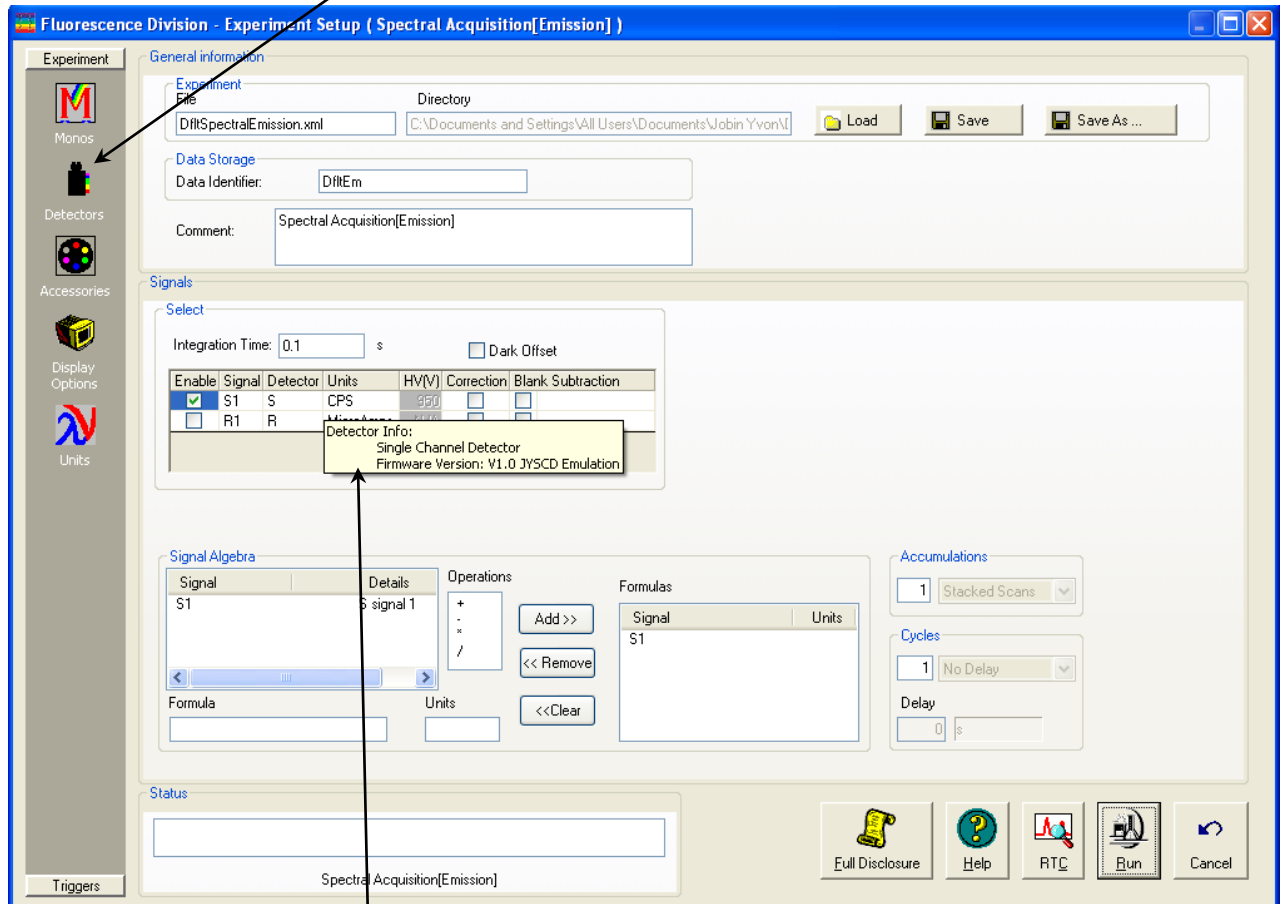 Fluorescence Division - Experiment Setup ( Spectral Acquisition[Emission] )
Experiment
Monos
Detectors
Accessories
Display
Options
Units
Triggers
General information
Experiment
File
Directory
DfltSpectralEmission.xml
C:\Documents and Settings\All Users\Documents\Jobin Yvon\
Load
Save
Save As ...
Data Storage
Data Identifier:
DfltEm
Comment:
Spectral Acquisition[Emission]
Signals
Select
Integration Time: 0.1 s
Dark Offset
Enable Signal Detector Units HV(V) Correction Blank Subtraction
S1 S CPS 950
R1 R
Detector Info:
Single Channel Detector
Firmware Version: V1.0 JYSCD Emulation
Signal Algebra
Signal Details
S1 S signal 1
Operations
+
-
*
/
Add >>
<< Remove
<<Clear
Formulas
Signal Units
S1
Formula
Units
Accumulations
1 Stacked Scans
Cycles
1 No Delay
Delay
0 s
Status
Spectral Acquisition[Emission]
Full Disclosure
Help
RTC
Run
Cancel